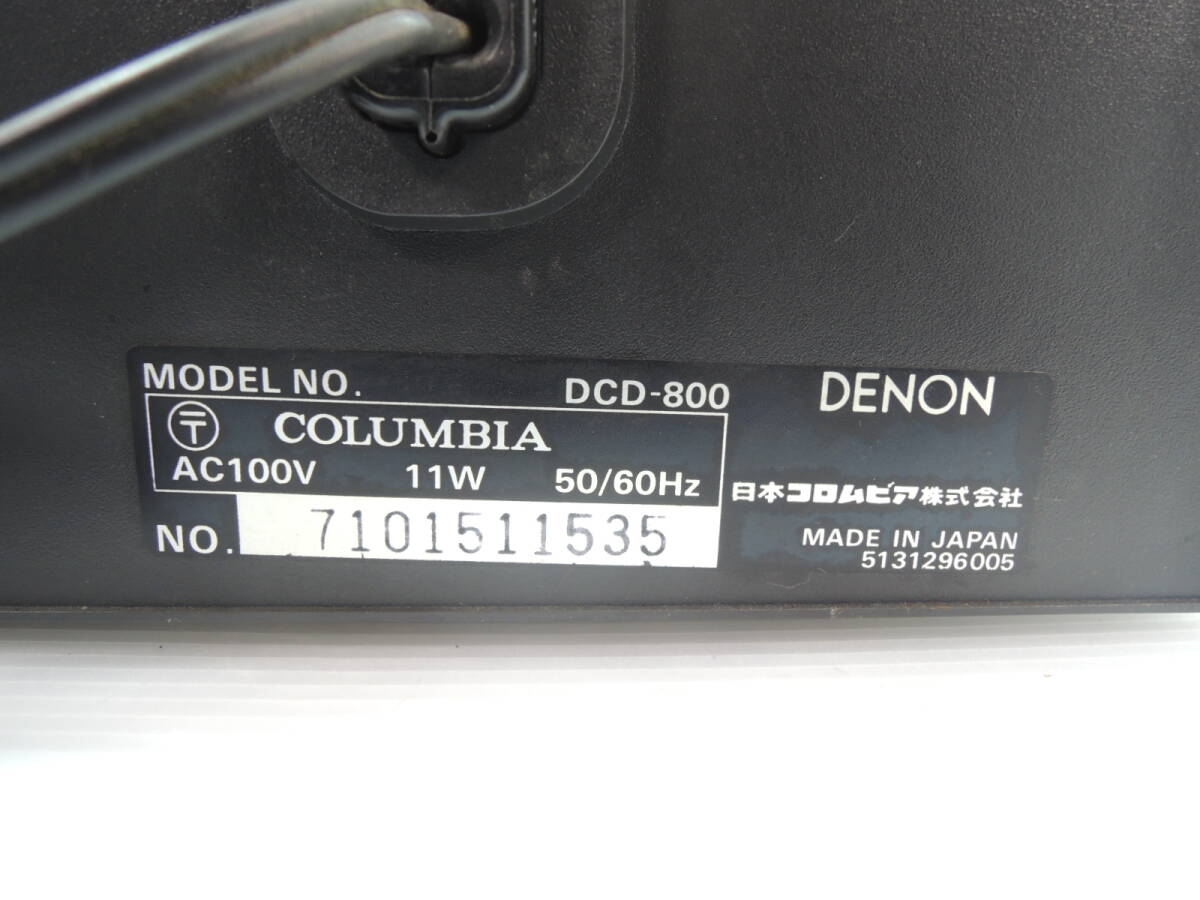 MODEL NO. DCD-800
〒 COLUMBIA
AC100V 11W 50/60Hz
NO. 7101511535
DENON
日本コロムビア株式会社
MADE IN JAPAN
5131296005